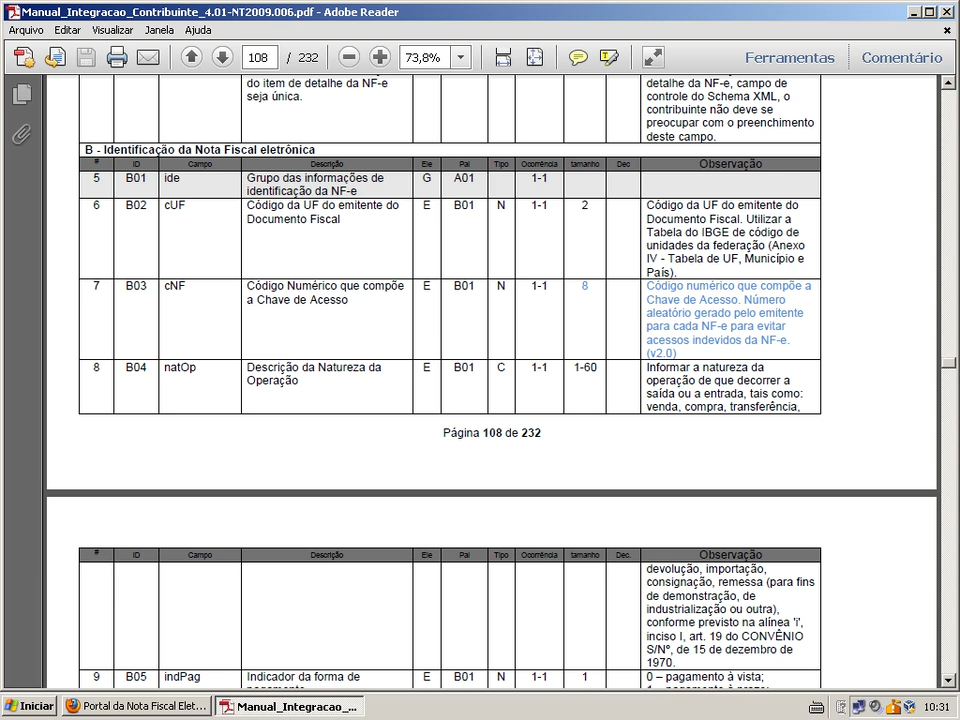 Manual_Integracao_Contribuinte_4.01-NT2009.006.pdf - Adobe Reader
Arquivo Editar Visualizar Janela Ajuda
108 / 232 73,8% Ferramentas Comentário
do item de detalhe da NF-e
seja única.
detalhe da NF-e, campo de
controle do Schema XML, o
contribuinte não deve se
preocupar com o preenchimento
deste campo.
B - Identificação da Nota Fiscal eletrônica
# ID Campo Descrição Ele Pai Tipo Ocorrência tamanho Dec Observação
5 B01 ide Grupo das informações de G A01 1-1
identificação da NF-e
6 B02 cUF Código da UF do emitente do E B01 N 1-1 2 Código da UF do emitente do
Documento Fiscal Documento Fiscal. Utilizar a
Tabela do IBGE de código de
unidades da federação (Anexo
IV - Tabela de UF, Município e
País).
7 B03 cNF Código Numérico que compõe E B01 N 1-1 8 Código numérico que compõe a
a Chave de Acesso Chave de Acesso. Número
aleatório gerado pelo emitente
para cada NF-e para evitar
acessos indevidos da NF-e.
(v2.0)
8 B04 natOp Descrição da Natureza da E B01 C 1-1 1-60 Informar a natureza da
Operação operação de que decorrer a
saída ou a entrada, tais como:
venda, compra, transferência,
Página 108 de 232
# ID Campo Descrição Ele Pai Tipo Ocorrência tamanho Dec. Observação
devolução, importação,
consignação, remessa (para fins
de demonstração, de
industrialização ou outra),
conforme previsto na alínea 'i',
inciso I, art. 19 do CONVÊNIO
S/Nº, de 15 de dezembro de
1970.
9 B05 indPag Indicador da forma de E B01 N 1-1 1 0 – pagamento à vista;
Iniciar Portal da Nota Fiscal Elet... Manual_Integracao_... 10:31